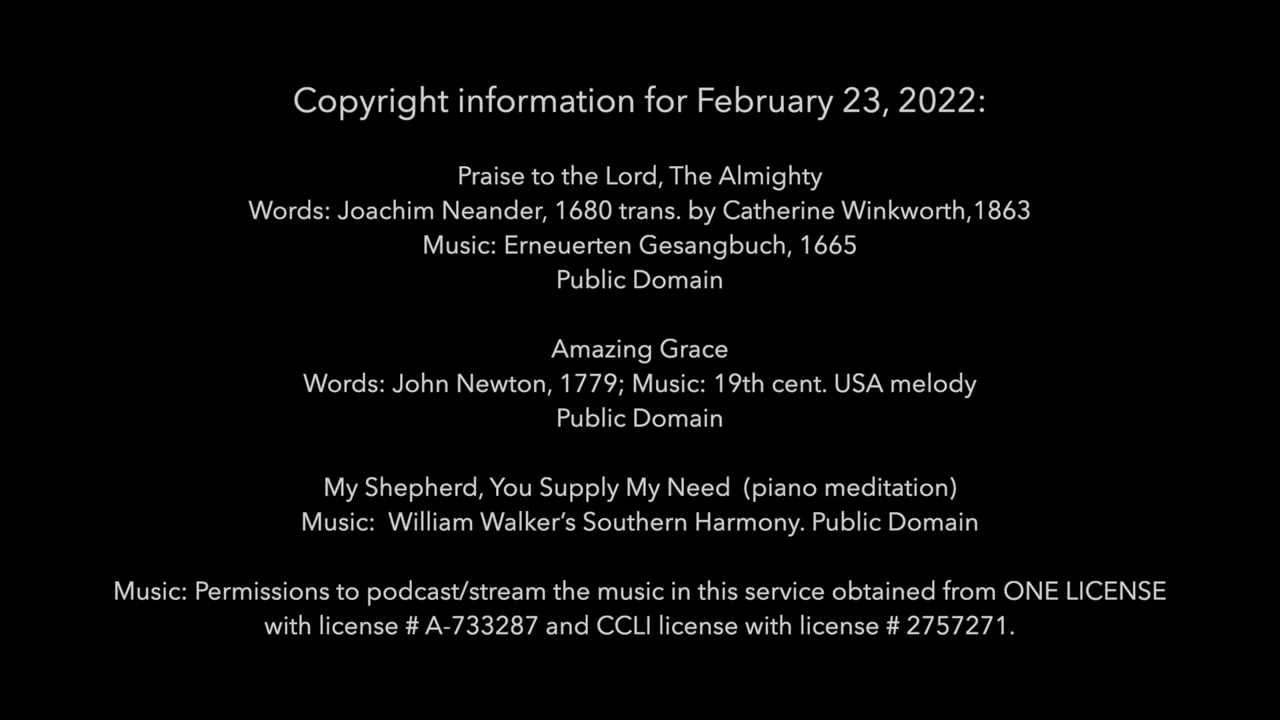 Copyright information for February 23, 2022:
Praise to the Lord, The Almighty
Words: Joachim Neander, 1680 trans. by Catherine Winkworth,1863
Music: Erneuerten Gesangbuch, 1665
Public Domain
Amazing Grace
Words: John Newton, 1779; Music: 19th cent. USA melody
Public Domain
My Shepherd, You Supply My Need  (piano meditation)
Music:  William Walker’s Southern Harmony. Public Domain
Music: Permissions to podcast/stream the music in this service obtained from ONE LICENSE
with license # A-733287 and CCLI license with license # 2757271.